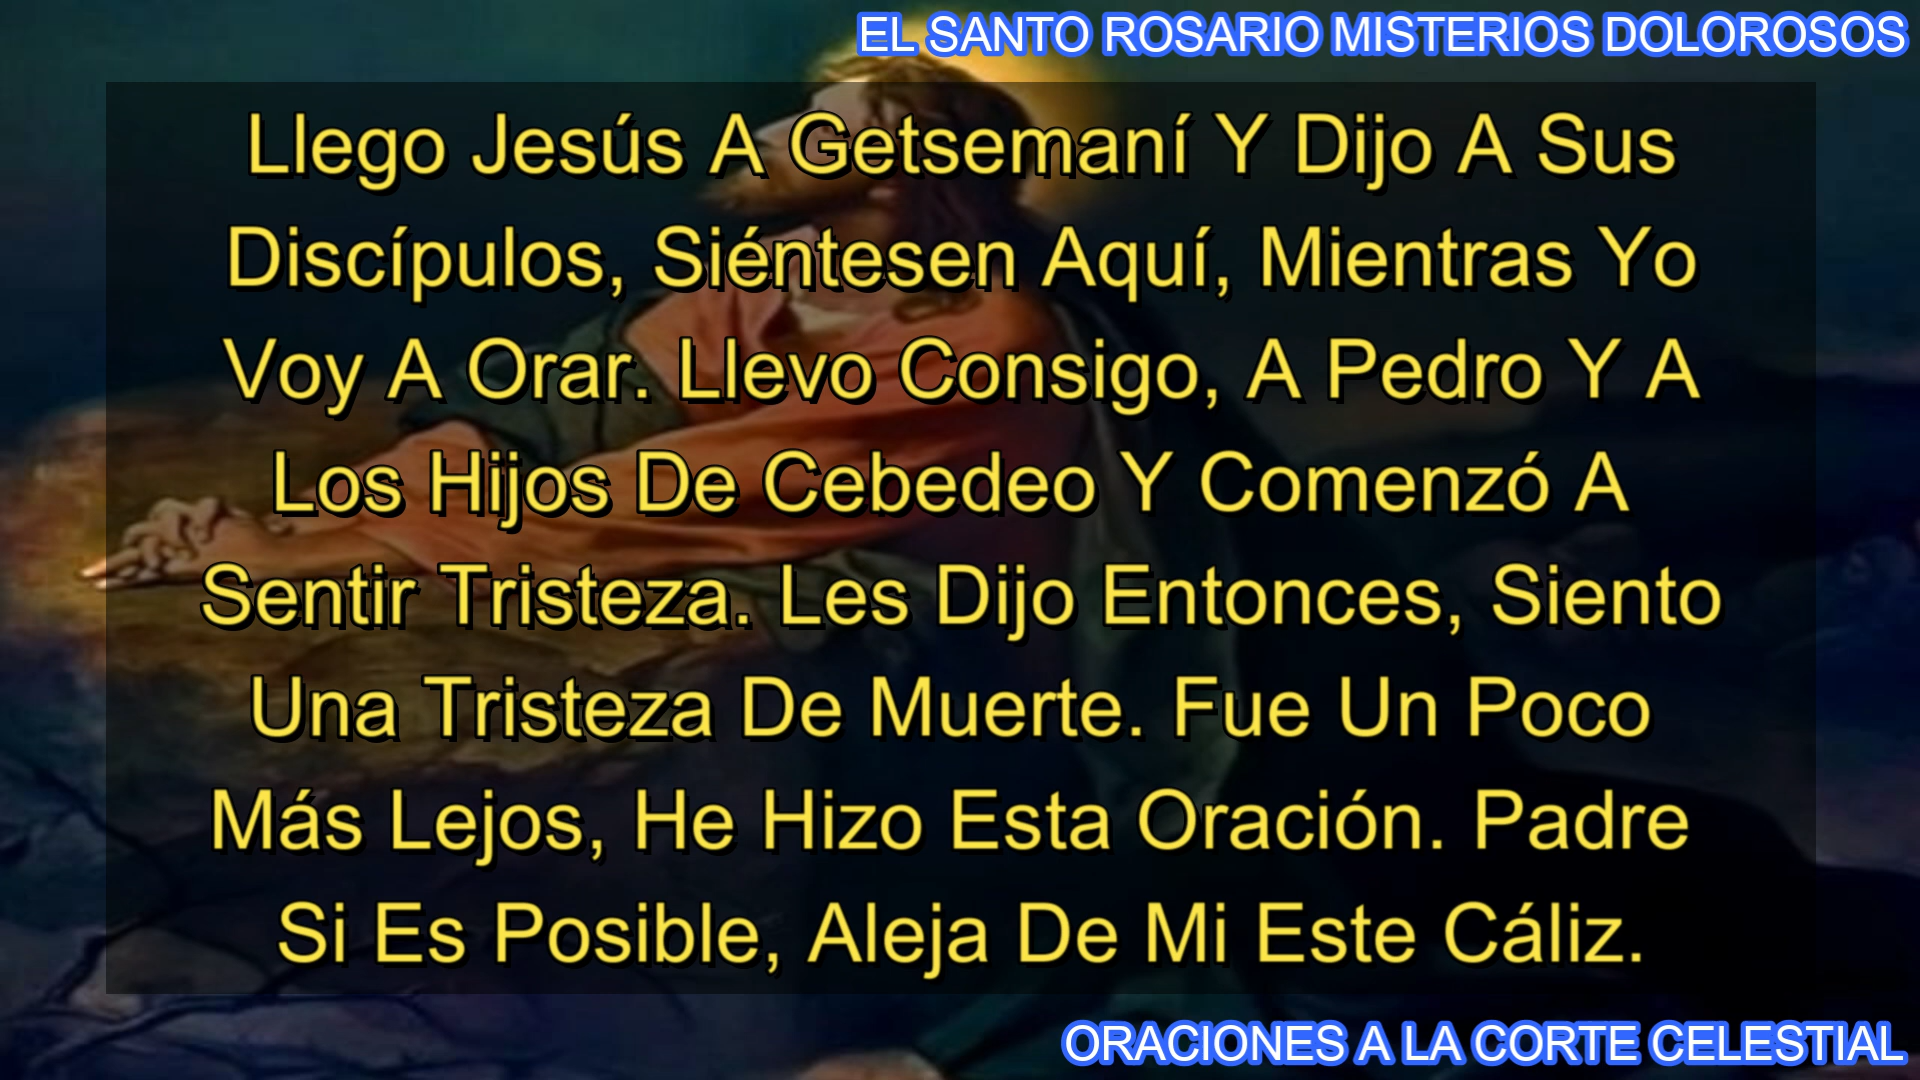 EL SANTO ROSARIO MISTERIOS DOLOROSOS
Llego Jesús A Getsemaní Y Dijo A Sus
Discípulos, Siéntesen Aquí, Mientras Yo
Voy A Orar. Llevo Consigo, A Pedro Y A
Los Hijos De Cebedeo Y Comenzó A
Sentir Tristeza. Les Dijo Entonces, Siento
Una Tristeza De Muerte. Fue Un Poco
Más Lejos, He Hizo Esta Oración. Padre
Si Es Posible, Aleja De Mi Este Cáliz.
ORACIONES A LA CORTE CELESTIAL